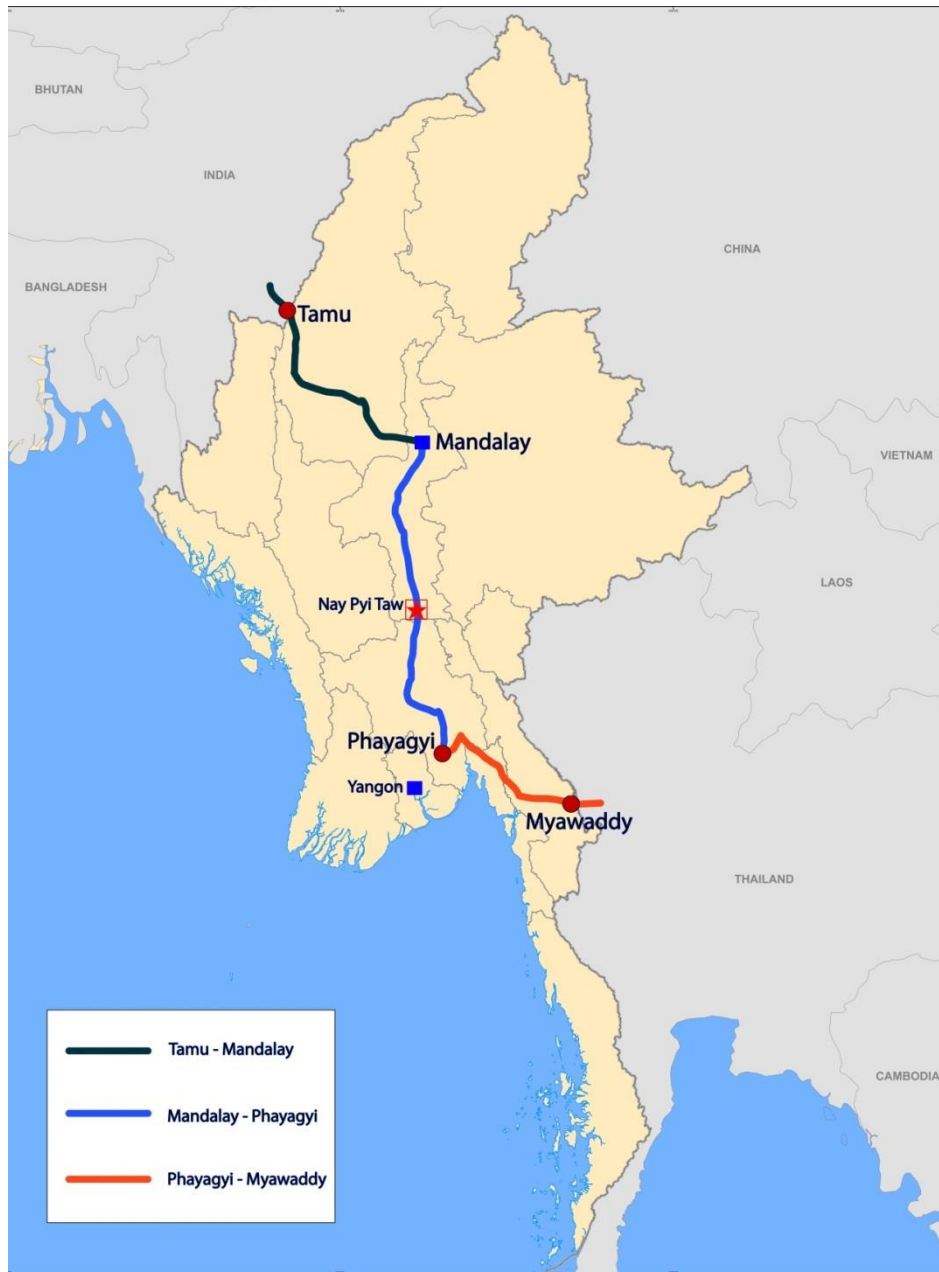 BHUTAN
INDIA
CHINA
BANGLADESH
Tamu
Mandalay
VIETNAM
LAOS
Nay Pyi Taw
Phayagyi
Yangon
Myawaddy
THAILAND
CAMBODIA
Tamu - Mandalay
Mandalay - Phayagyi
Phayagyi - Myawaddy